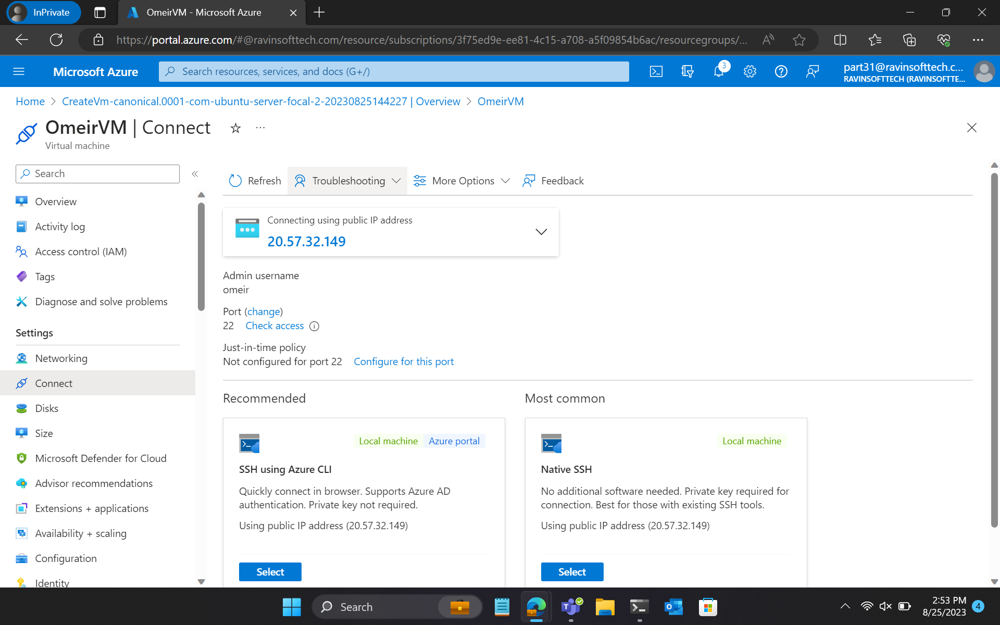 InPrivate
OmeirVM - Microsoft Azure
https://portal.azure.com/#@ravinsofttech.com/resource/subscriptions/3f75ed9e-ee81-4c15-a708-a5f09854b6ac/resourcegroups/...
Microsoft Azure
Search resources, services, and docs (G+/)
3
part31@ravinsofttech.c...
RAVINSOFTTECH (RAVINSOFTTE...
Home > CreateVm-canonical.0001-com-ubuntu-server-focal-2-20230825144227 | Overview > OmeirVM
OmeirVM | Connect
Virtual machine
Search
Overview
Activity log
Access control (IAM)
Tags
Diagnose and solve problems
Settings
Networking
Connect
Disks
Size
Microsoft Defender for Cloud
Advisor recommendations
Extensions + applications
Availability + scaling
Configuration
Identity
Refresh
Troubleshooting
More Options
Feedback
Connecting using public IP address
20.57.32.149
Admin username
omeir
Port (change)
22 Check access
Just-in-time policy
Not configured for port 22 Configure for this port
Recommended
Local machine Azure portal
SSH using Azure CLI
Quickly connect in browser. Supports Azure AD
authentication. Private key not required.
Using public IP address (20.57.32.149)
Select
Most common
Local machine
Native SSH
No additional software needed. Private key required for
connection. Best for those with existing SSH tools.
Using public IP address (20.57.32.149)
Select
Search
2:53 PM
8/25/2023
4